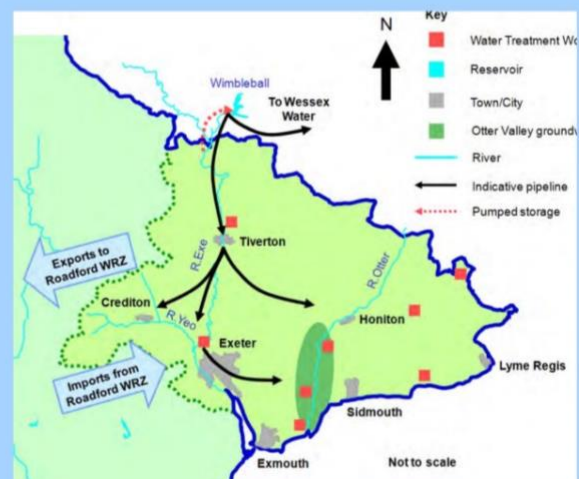 Key
N
Water Treatment Wo
Reservoir
Town/City
Otter Valley groundw
River
Indicative pipeline
Pumped storage
Wimbleball
To Wessex
Water
Exports to
Roadford WRZ
R.Exe
Tiverton
R.Otter
Crediton
R.Yeo
Honiton
Exeter
Imports from
Roadford WRZ
Lyme Regis
Sidmouth
Exmouth
Not to scale